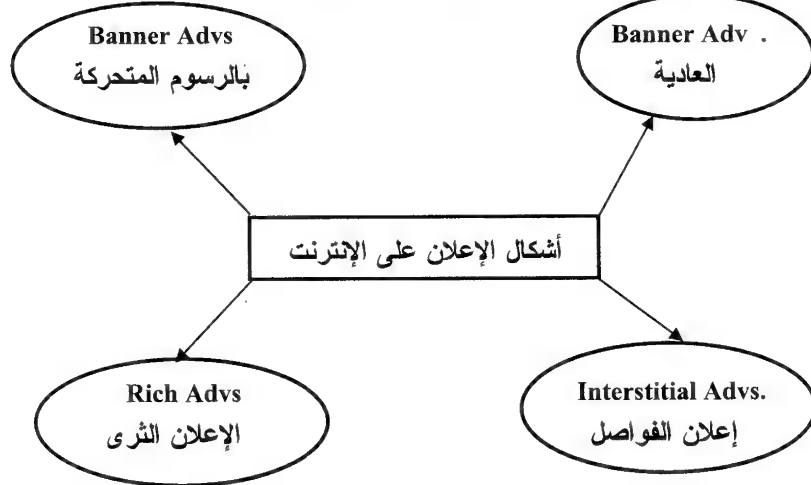 Banner Adv .
العادية
Banner Advs
بالرسوم المتحركة
أشكال الإعلان على الإنترنت
Interstitial Advs.
إعلان الفواصل
Rich Advs
الإعلان الثرى